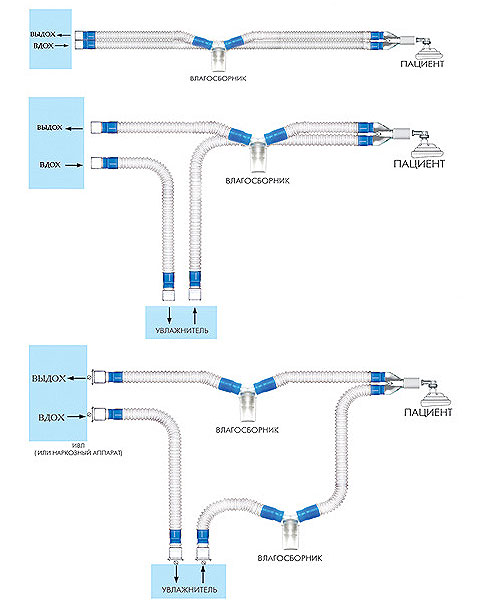 ВЫДОХ
ВДОХ
ВЛАГОСБОРНИК
ПАЦИЕНТ
ВЫДОХ
ВДОХ
ПАЦИЕНТ
ВЛАГОСБОРНИК
УВЛАЖНИТЕЛЬ
ВЫДОХ
ВДОХ
ПАЦИЕНТ
ВЛАГОСБОРНИК
ИВЛ
(ИЛИ НАРКОЗНЫЙ АППАРАТ)
ВЛАГОСБОРНИК
УВЛАЖНИТЕЛЬ